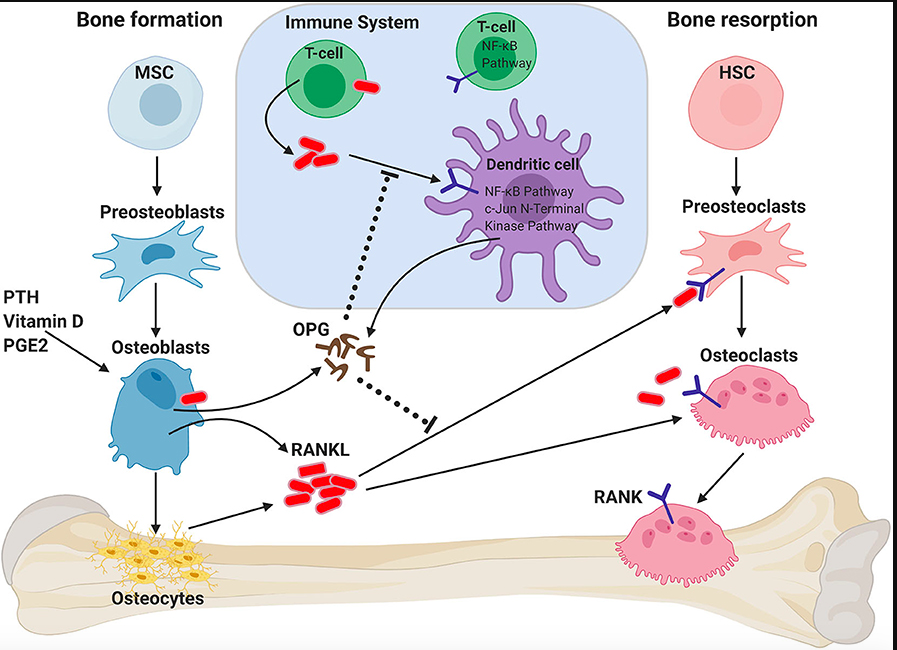 Bone formation
Immune System
Bone resorption
MSC
T-cell
T-cell
NF-κB
Pathway
HSC
Dendritic cell
NF-κB Pathway
c-Jun N-Terminal
Kinase Pathway
Preosteoblasts
Preosteoclasts
PTH
Vitamin D
PGE2
Osteoblasts
OPG
Osteoclasts
RANKL
RANK
Osteocytes